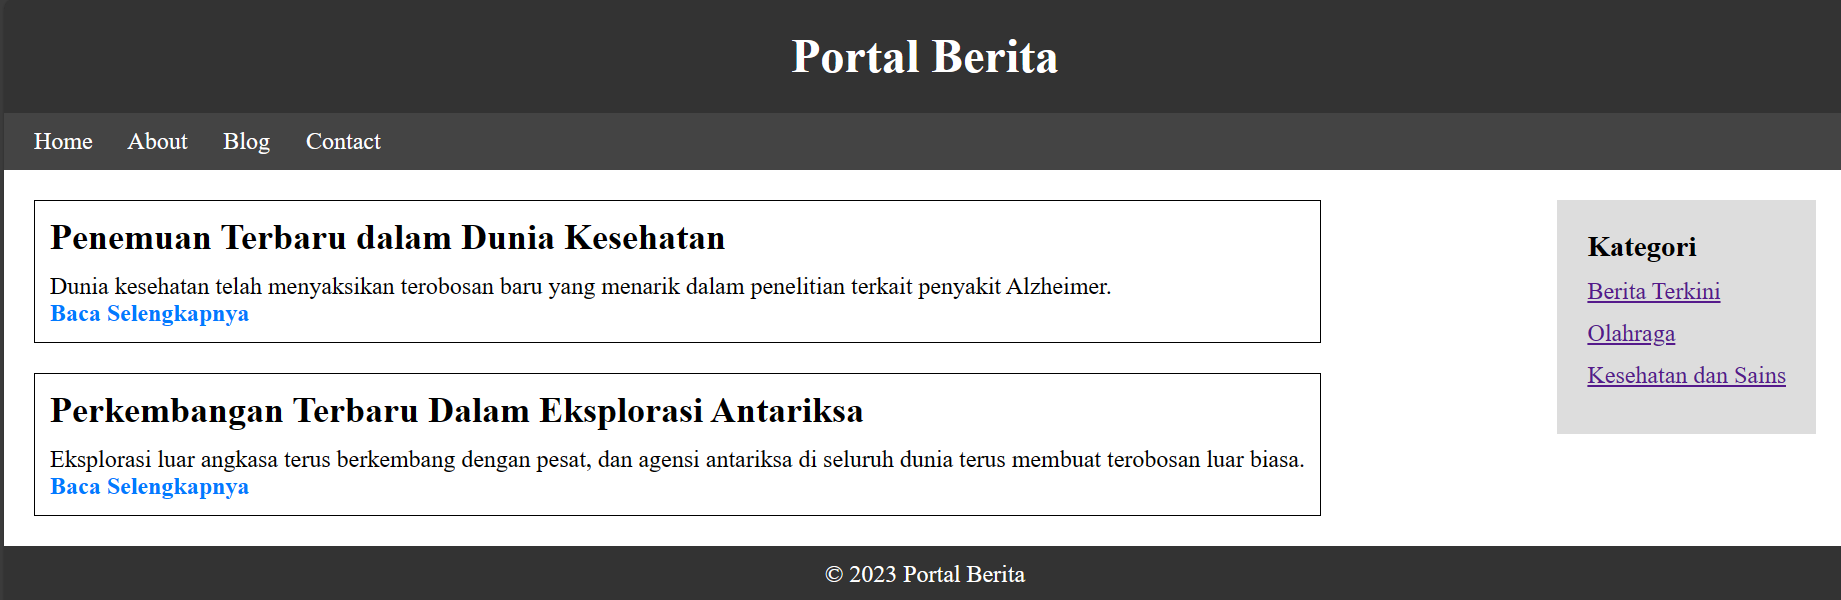 Portal Berita
Home About Blog Contact
Penemuan Terbaru dalam Dunia Kesehatan
Dunia kesehatan telah menyaksikan terobosan baru yang menarik dalam penelitian terkait penyakit Alzheimer.
Baca Selengkapnya
Perkembangan Terbaru Dalam Eksplorasi Antariksa
Eksplorasi luar angkasa terus berkembang dengan pesat, dan agensi antariksa di seluruh dunia terus membuat terobosan luar biasa.
Baca Selengkapnya
Kategori
Berita Terkini
Olahraga
Kesehatan dan Sains
© 2023 Portal Berita